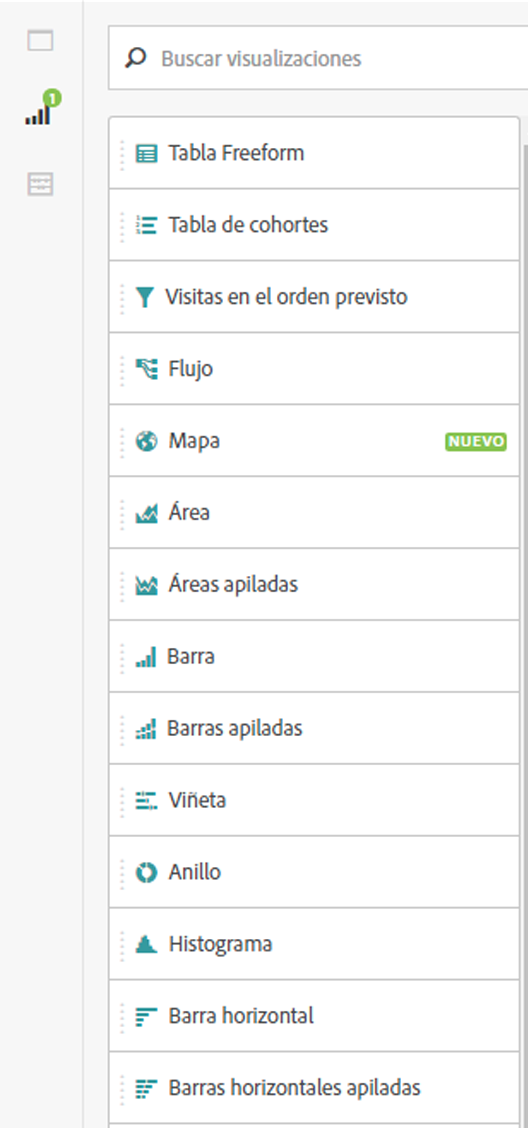 1
Buscar visualizaciones
Tabla Freeform
Tabla de cohortes
Visitas en el orden previsto
Flujo
Mapa NUEVO
Área
Áreas apiladas
Barra
Barras apiladas
Viñeta
Anillo
Histograma
Barra horizontal
Barras horizontales apiladas